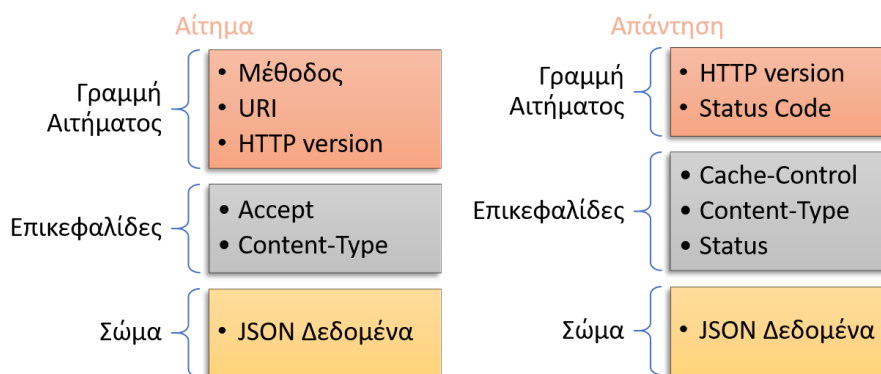 Αίτημα
Γραμμή
Αιτήματος
• Μέθοδος
• URI
• HTTP version
Επικεφαλίδες
• Accept
• Content-Type
Σώμα
• JSON Δεδομένα
Απάντηση
Γραμμή
Αιτήματος
• HTTP version
• Status Code
Επικεφαλίδες
• Cache-Control
• Content-Type
• Status
Σώμα
• JSON Δεδομένα